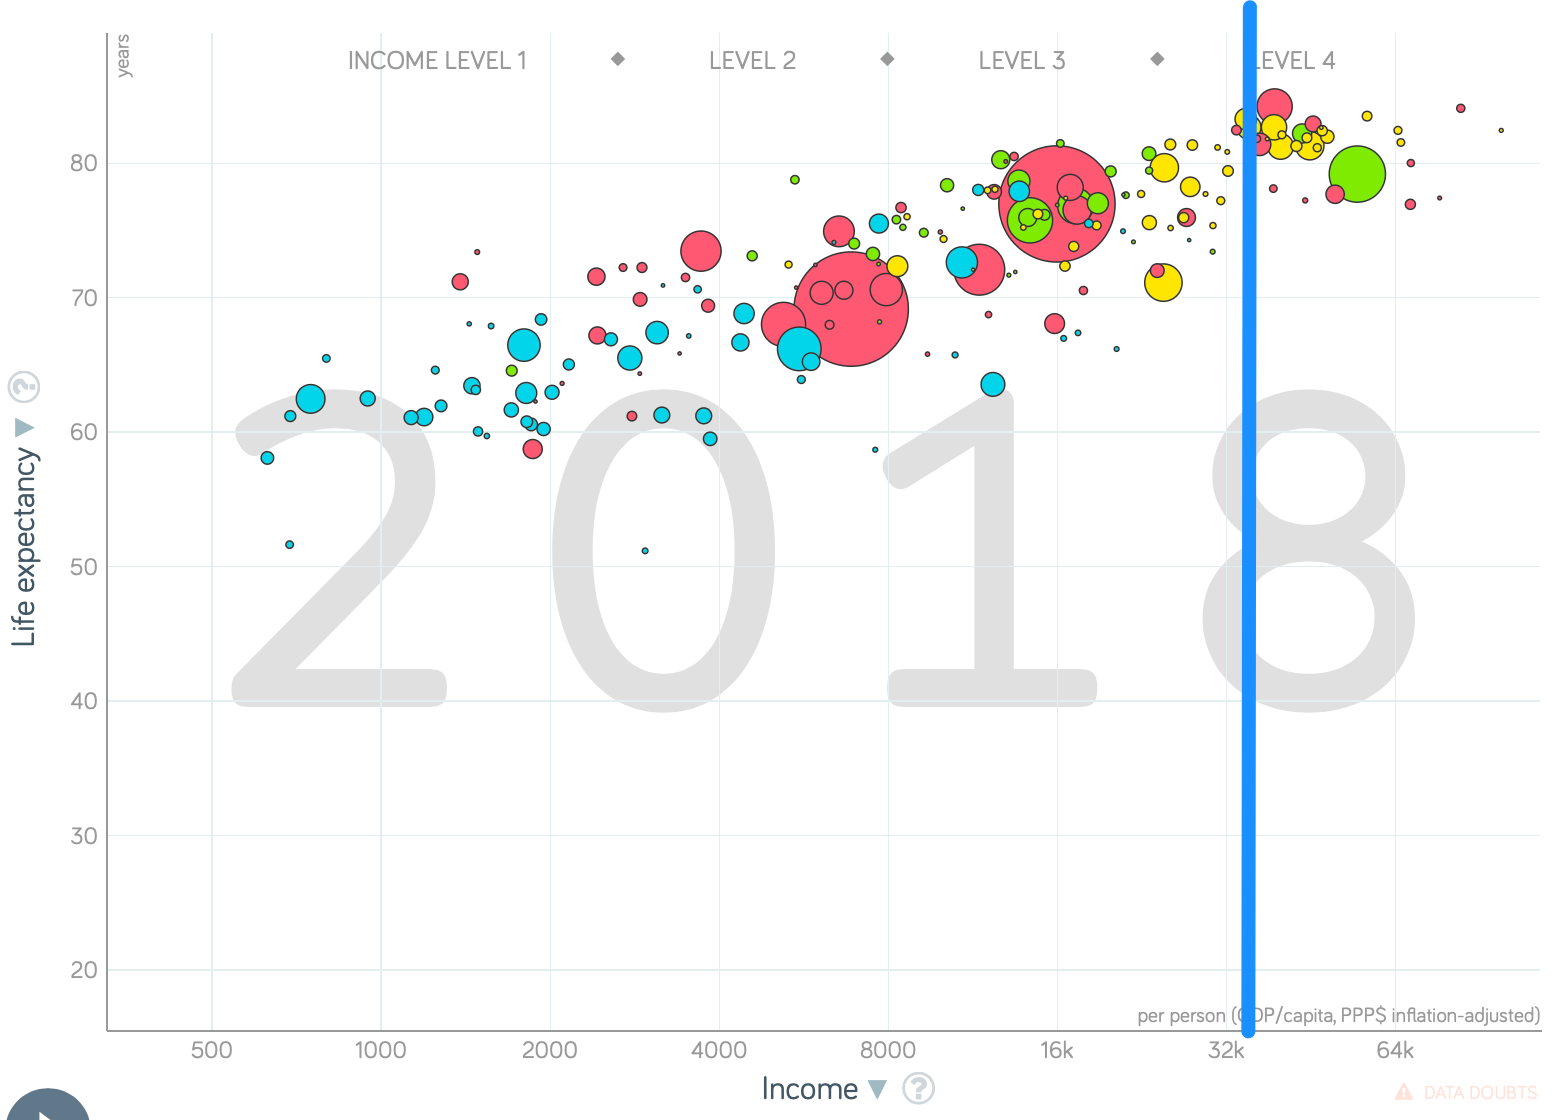 years
INCOME LEVEL 1 ◆ LEVEL 2 ◆ LEVEL 3 ◆ LEVEL 4
80
70
60
50
40
30
20
Life expectancy ▼ ?
2018
per person (GDP/capita, PPP$ inflation-adjusted)
500 1000 2000 4000 8000 16k 32k 64k
Income ▼ ?
DATA DOUBTS